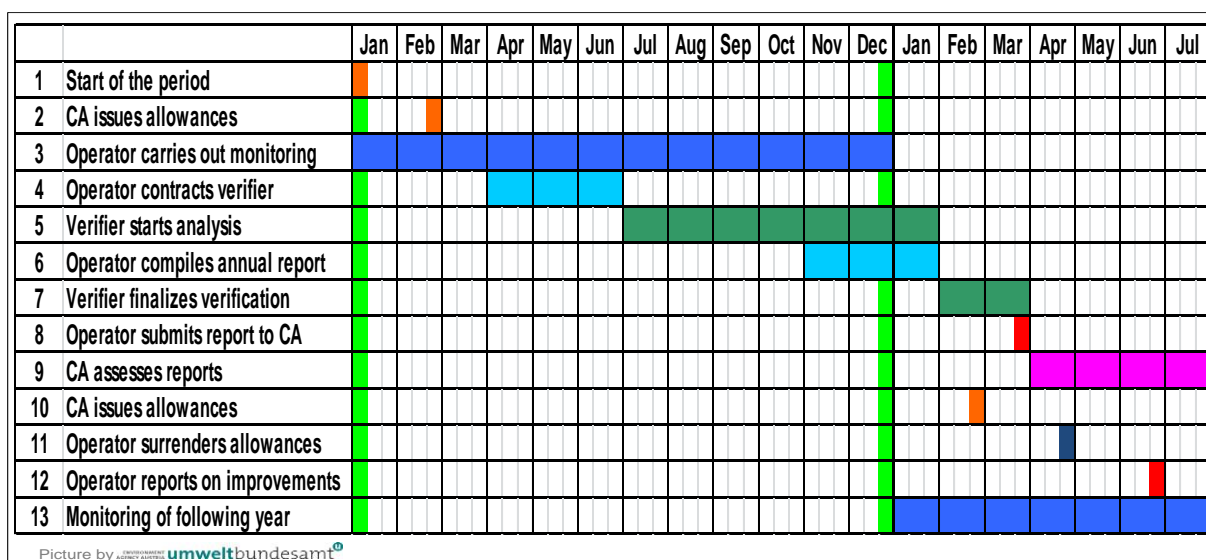 Jan Feb Mar Apr May Jun Jul Aug Sep Oct Nov Dec Jan Feb Mar Apr May Jun Jul
1 Start of the period
2 CA issues allowances
3 Operator carries out monitoring
4 Operator contracts verifier
5 Verifier starts analysis
6 Operator compiles annual report
7 Verifier finalizes verification
8 Operator submits report to CA
9 CA assesses reports
10 CA issues allowances
11 Operator surrenders allowances
12 Operator reports on improvements
13 Monitoring of following year
Picture by ENVIRONMENT AGENCY AUSTRIA umweltbundesamt u